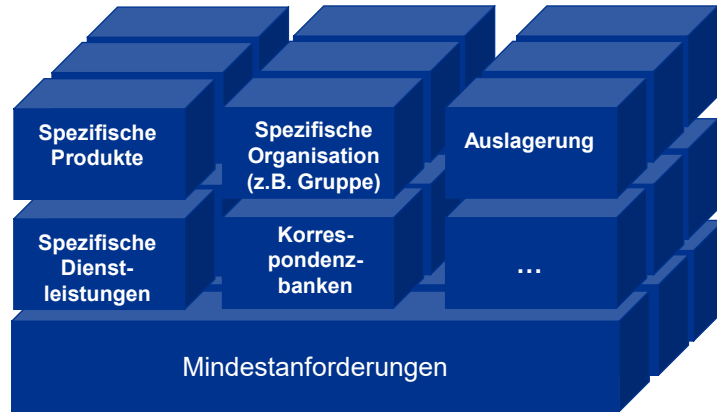 Spezifische
Produkte
Spezifische
Organisation
(z.B. Gruppe)
Auslagerung
Spezifische
Dienst-
leistungen
Korres-
pondenz-
banken
...
Mindestanforderungen